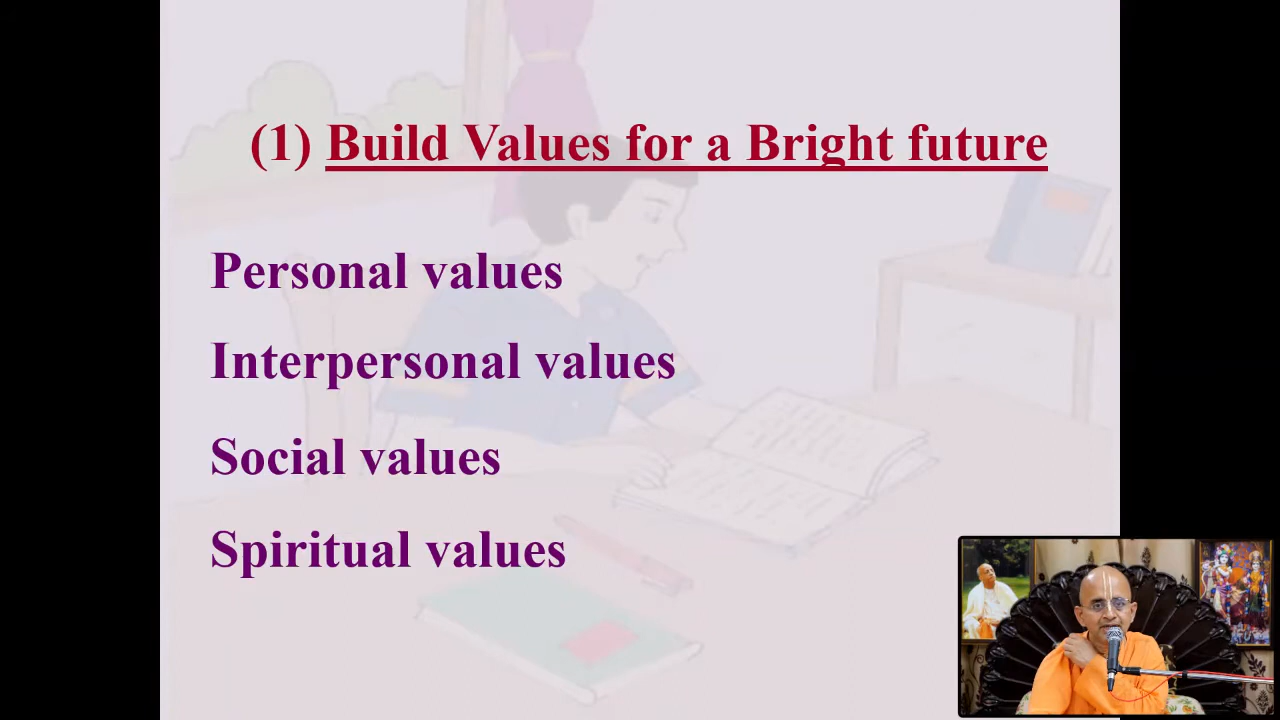 (1) Build Values for a Bright future
Personal values
Interpersonal values
Social values
Spiritual values